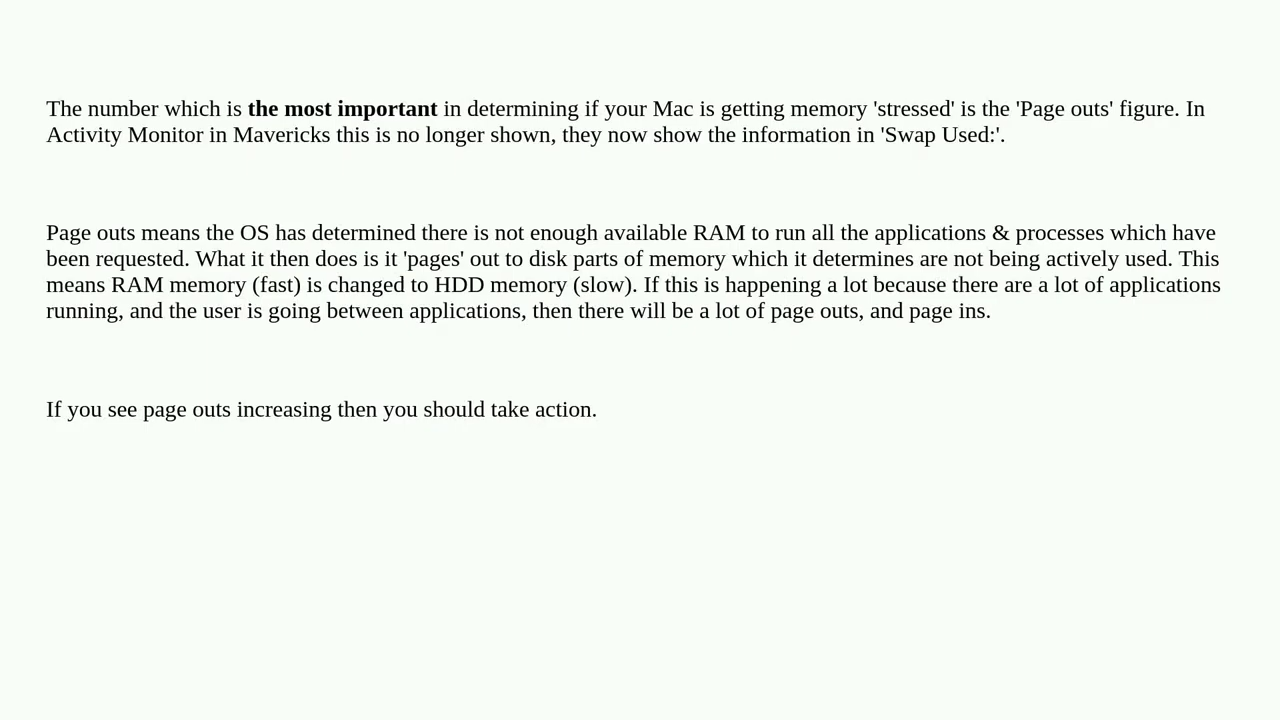 The number which is the most important in determining if your Mac is getting memory 'stressed' is the 'Page outs' figure. In
Activity Monitor in Mavericks this is no longer shown, they now show the information in 'Swap Used:'.
Page outs means the OS has determined there is not enough available RAM to run all the applications & processes which have
been requested. What it then does is it 'pages' out to disk parts of memory which it determines are not being actively used. This
means RAM memory (fast) is changed to HDD memory (slow). If this is happening a lot because there are a lot of applications
running, and the user is going between applications, then there will be a lot of page outs, and page ins.
If you see page outs increasing then you should take action.